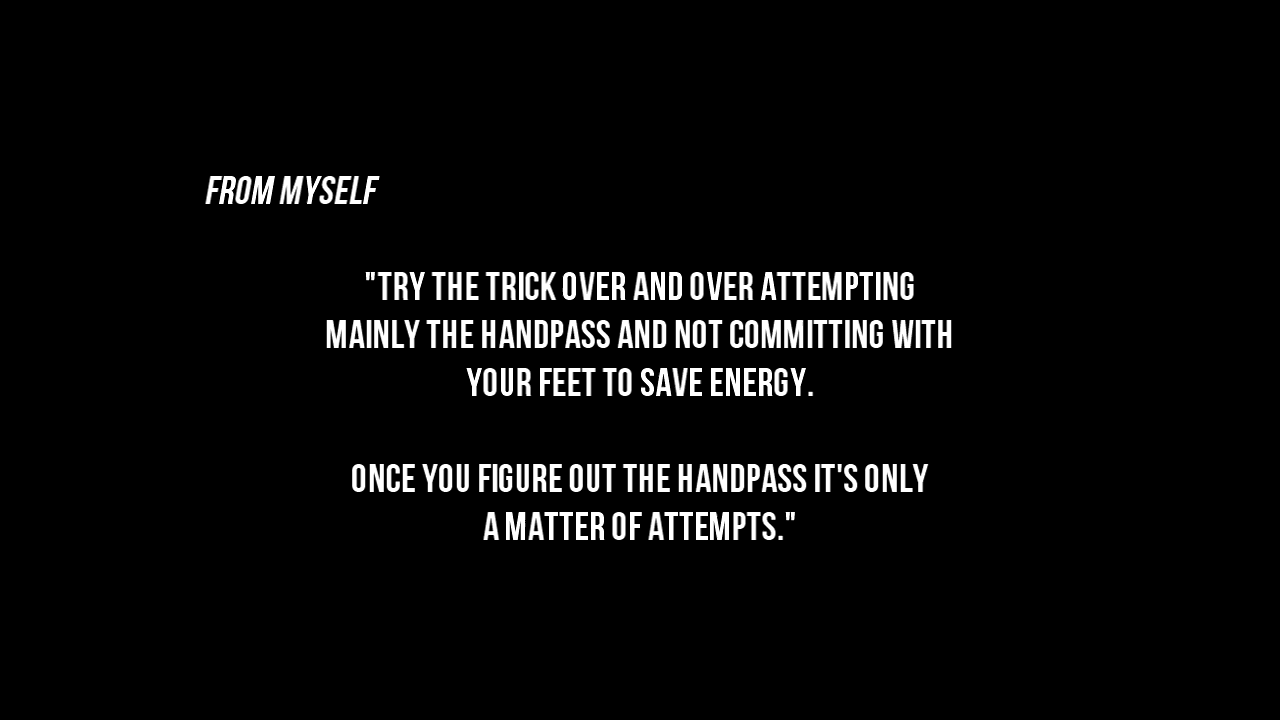 FROM MYSELF
"TRY THE TRICK OVER AND OVER ATTEMPTING
MAINLY THE HANDPASS AND NOT COMMITTING WITH
YOUR FEET TO SAVE ENERGY.
ONCE YOU FIGURE OUT THE HANDPASS IT'S ONLY
A MATTER OF ATTEMPTS."